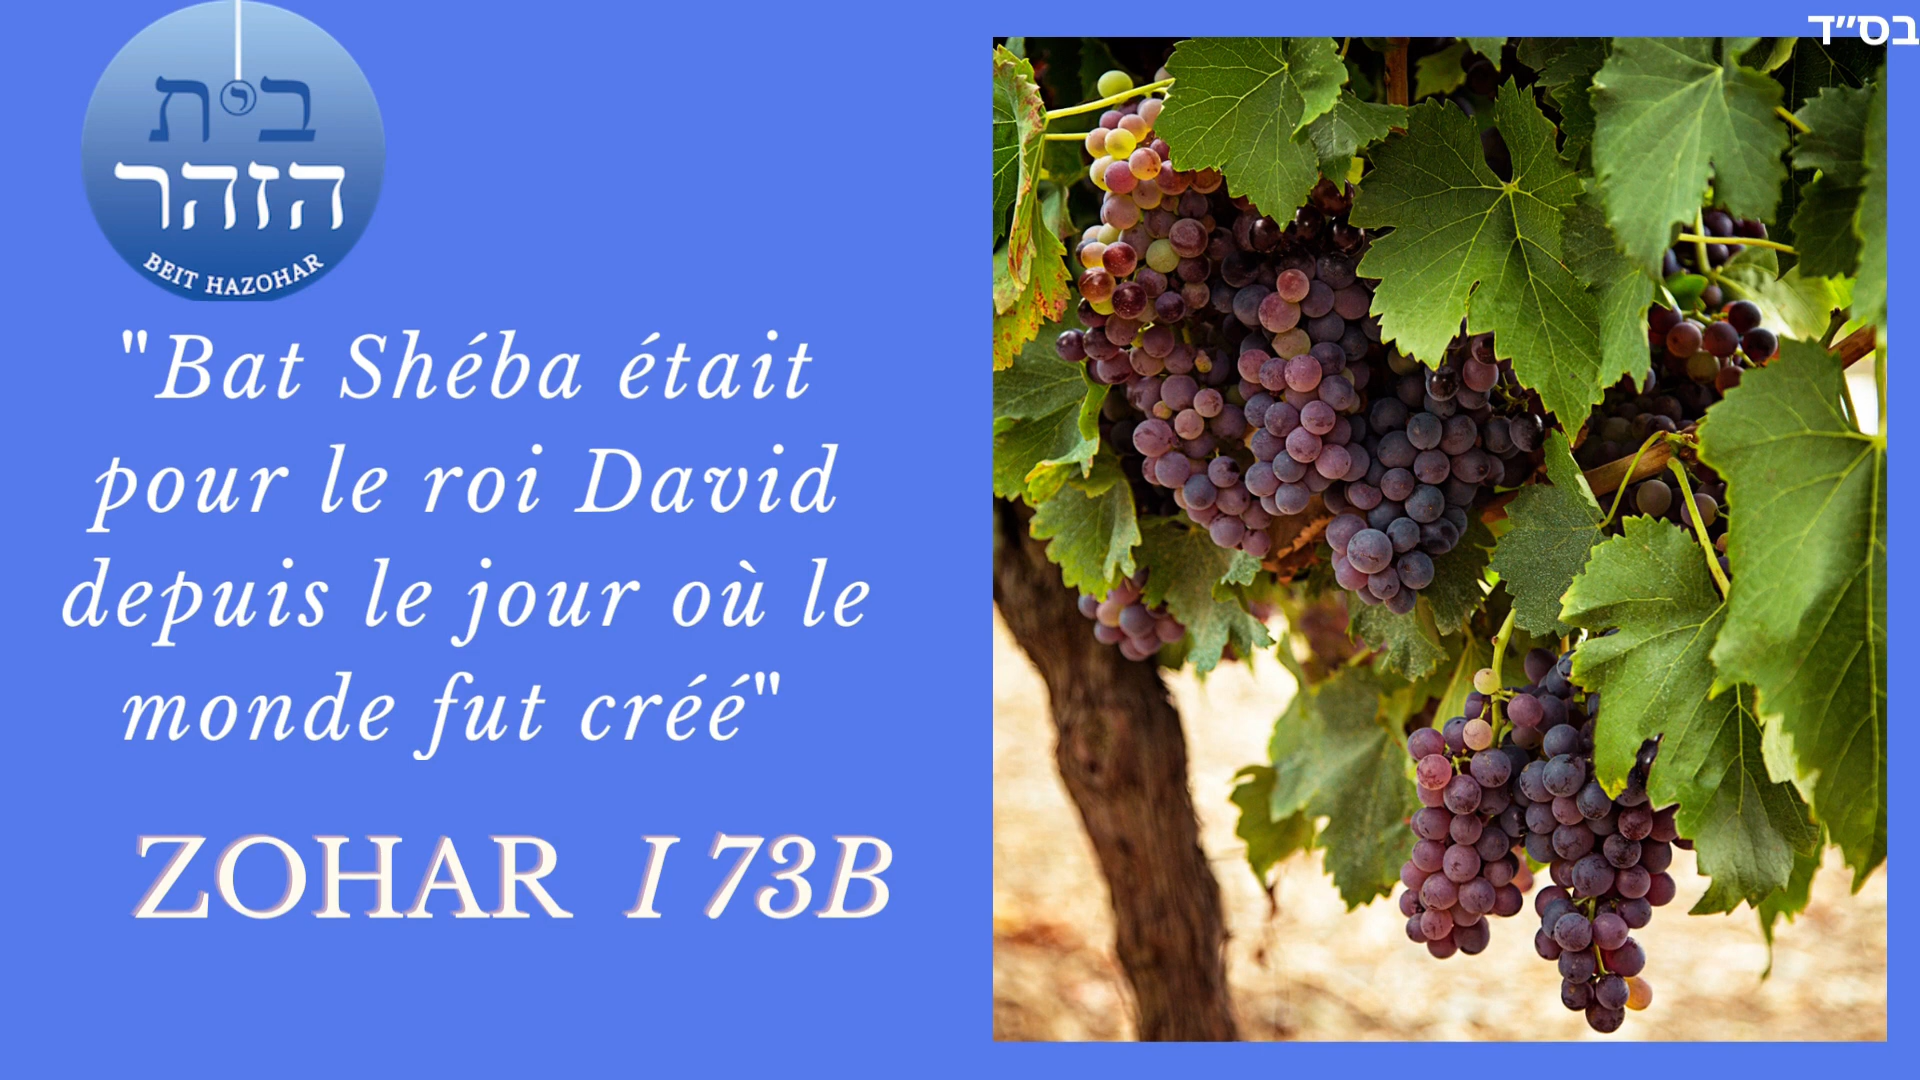 בס״ד
בית
הזהר
BEIT HAZOHAR
"Bat Shéba était
pour le roi David
depuis le jour où le
monde fut créé"
ZOHAR I 73B